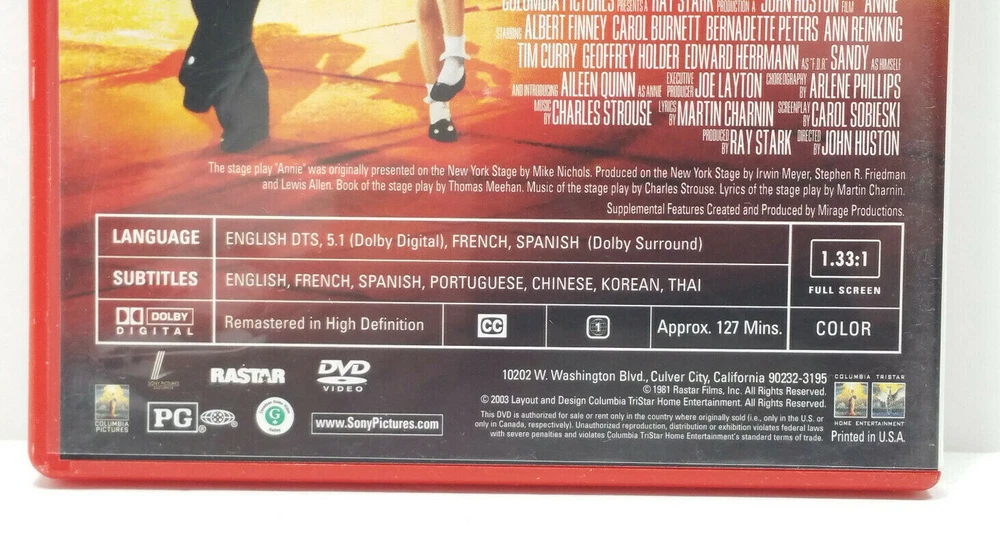 COLUMBIA PICTURES PRESENTS A RAY STARK PRODUCTION A JOHN HUSTON FILM "ANNIE"
STARRING ALBERT FINNEY CAROL BURNETT BERNADETTE PETERS ANN REINKING
TIM CURRY GEOFFREY HOLDER EDWARD HERRMANN AS "F.D.R." SANDY AS HIMSELF
AND INTRODUCING AILEEN QUINN AS ANNIE EXECUTIVE PRODUCER JOE LAYTON CHOREOGRAPHY BY ARLENE PHILLIPS
MUSIC BY CHARLES STROUSE LYRICS BY MARTIN CHARNIN SCREENPLAY BY CAROL SOBIESKI
PRODUCED BY RAY STARK DIRECTED BY JOHN HUSTON
The stage play "Annie" was originally presented on the New York Stage by Mike Nichols. Produced on the New York Stage by Irwin Meyer, Stephen R. Friedman
and Lewis Allen. Book of the stage play by Thomas Meehan. Music of the stage play by Charles Strouse. Lyrics of the stage play by Martin Charnin.
Supplemental Features Created and Produced by Mirage Productions.
LANGUAGE ENGLISH DTS, 5.1 (Dolby Digital), FRENCH, SPANISH (Dolby Surround)
1.33:1
FULL SCREEN
SUBTITLES ENGLISH, FRENCH, SPANISH, PORTUGUESE, CHINESE, KOREAN, THAI
DOLBY
DIGITAL
Remastered in High Definition CC 1 Approx. 127 Mins. COLOR
SONY PICTURES
RASTAR
DVD
VIDEO
COLUMBIA
PICTURES
PG
G
www.SonyPictures.com
10202 W. Washington Blvd., Culver City, California 90232-3195
© 1981 Rastar Films, Inc. All Rights Reserved.
© 2003 Layout and Design Columbia TriStar Home Entertainment. All Rights Reserved.
This DVD is authorized for sale or rent only in the country where originally sold (i.e., only in the U.S. or
only in Canada, respectively). Unauthorized reproduction, distribution or exhibition violates federal laws
with severe penalties and violates Columbia TriStar Home Entertainment's standard terms of trade.
COLUMBIA TRISTAR
HOME ENTERTAINMENT
Printed in U.S.A.